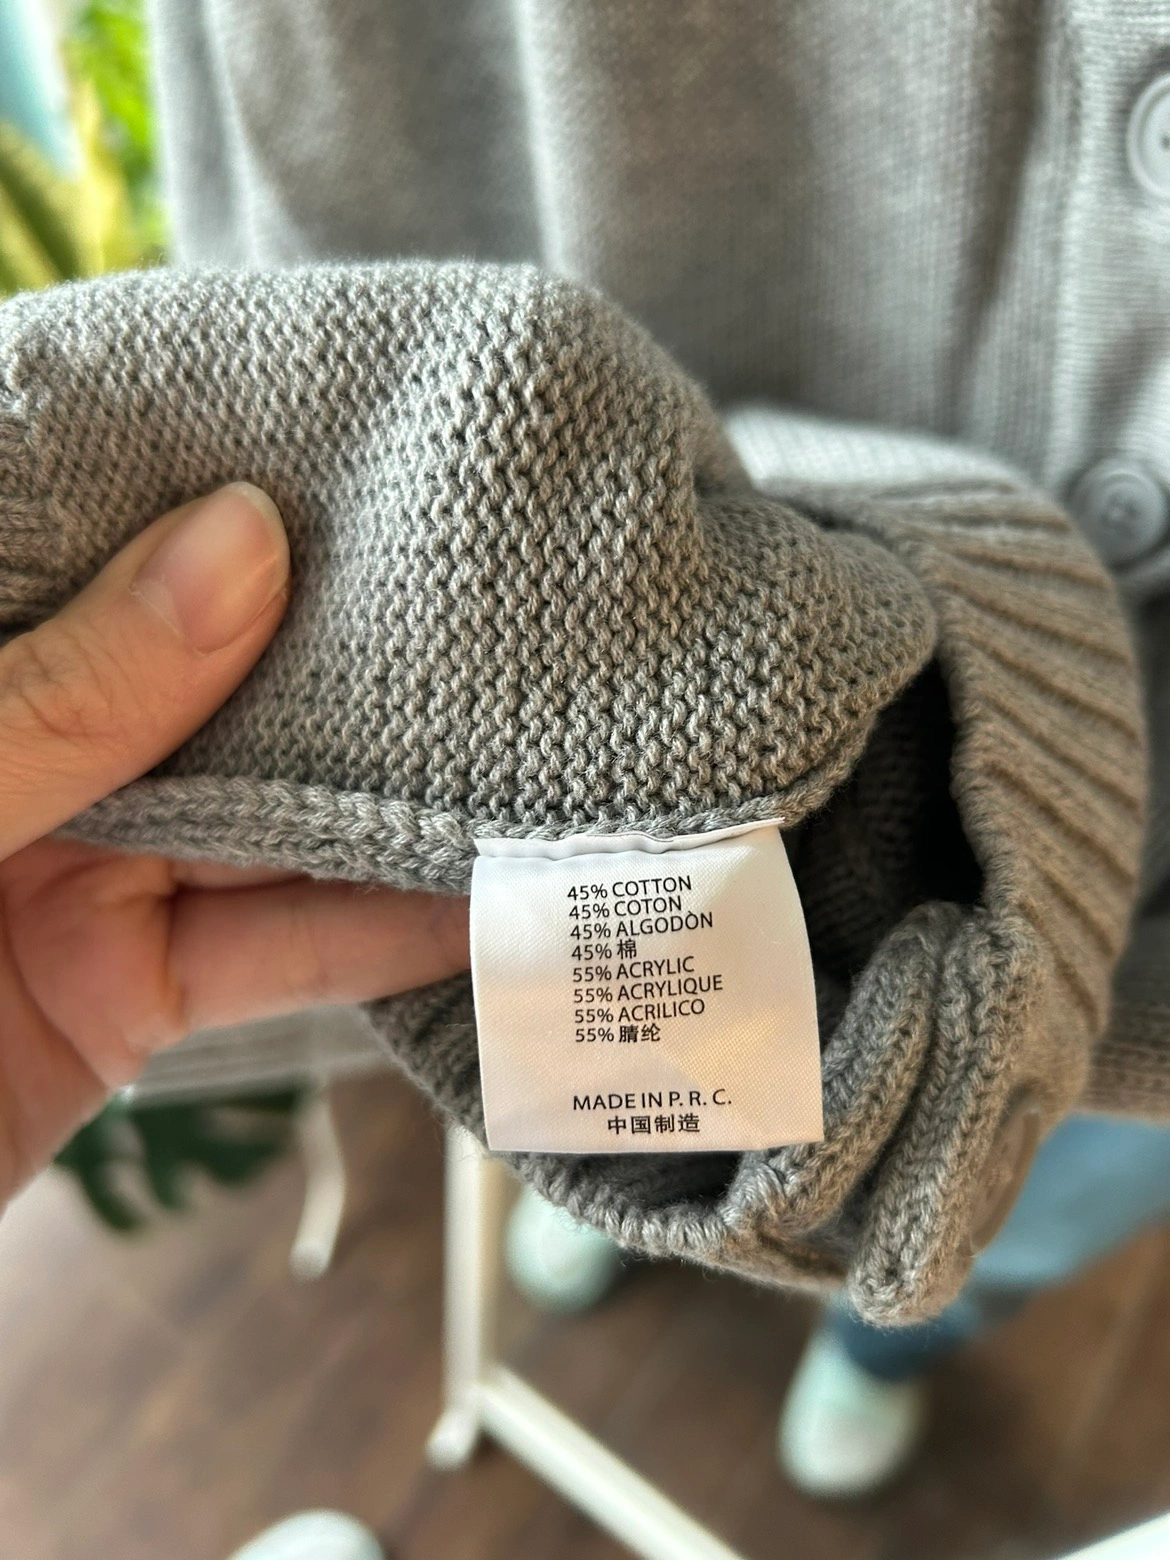 45% COTTON
45% COTON
45% ALGODÒN
45% 棉
55% ACRYLIC
55% ACRYLIQUE
55% ACRILICO
55% 腈纶
MADE IN P. R. C.
中国制造